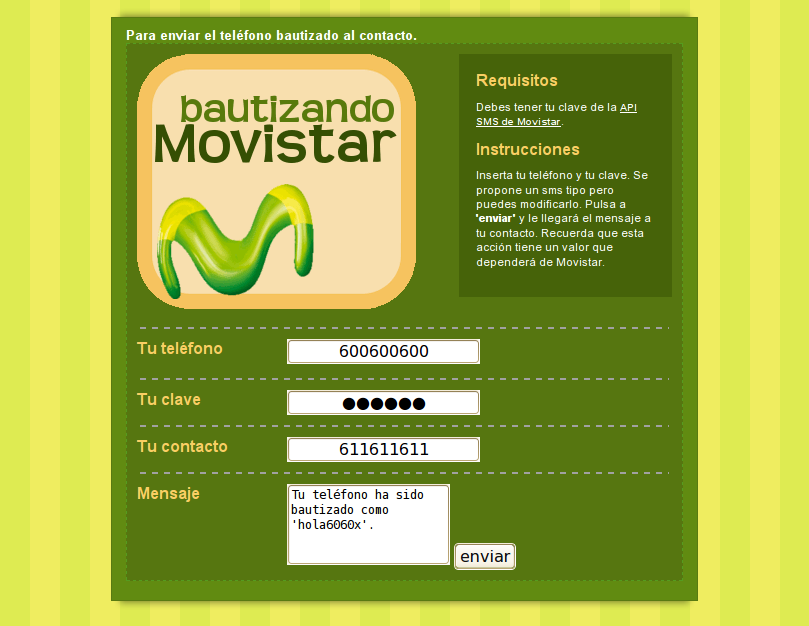 Para enviar el teléfono bautizado al contacto.
bautizando
Movistar
Requisitos
Debes tener tu clave de la API
SMS de Movistar.
Instrucciones
Inserta tu teléfono y tu clave. Se
propone un sms tipo pero
puedes modificarlo. Pulsa a
'enviar' y le llegará el mensaje a
tu contacto. Recuerda que esta
acción tiene un valor que
dependerá de Movistar.
Tu teléfono
600600600
Tu clave
●●●●●●
Tu contacto
611611611
Mensaje
Tu teléfono ha sido
bautizado como
'hola6060x'.
enviar